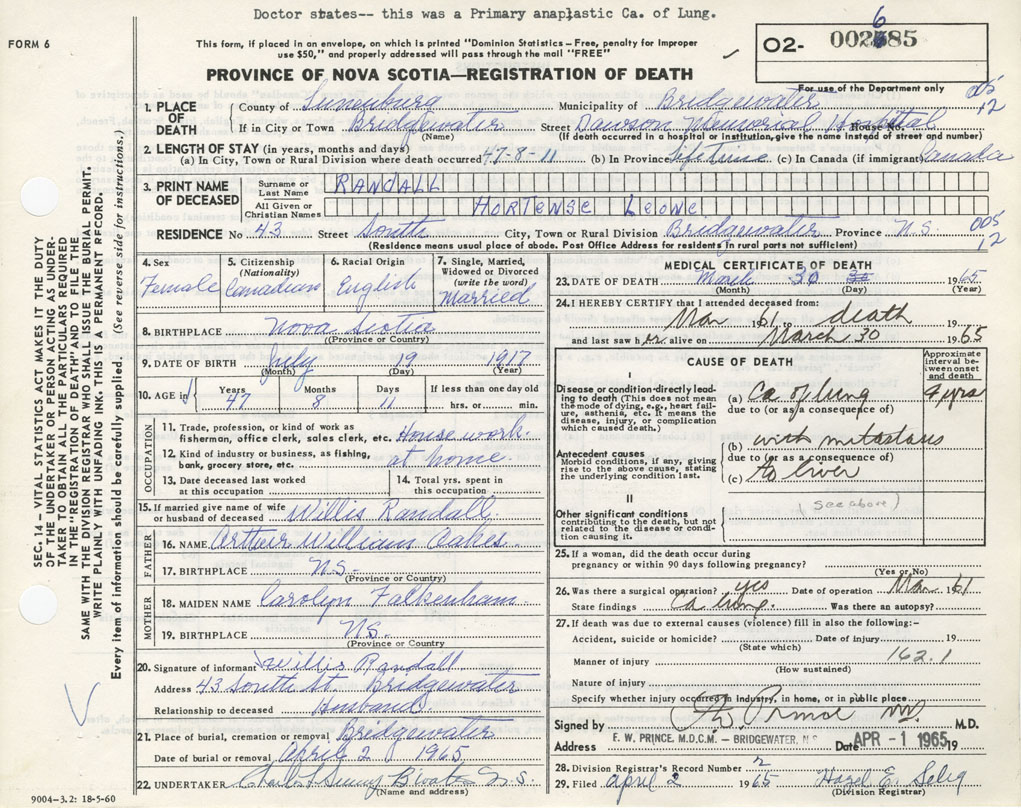 Doctor states-- this was a Primary anaplastic Ca. of Lung.
FORM 6
This form, if placed in an envelope, on which is printed "Dominion Statistics – Free, penalty for improper
use $50," and properly addressed will pass through the mail "FREE"
PROVINCE OF NOVA SCOTIA—REGISTRATION OF DEATH
O2- 002685
For use of the Department only
005
12
1. PLACE OF DEATH
County of Lunenburg Municipality of Bridgewater
If in City or Town Bridgewater Street Dawson Memorial Hospital House No.
(Name) (If death occurred in a hospital or institution, give the name instead of street and number)
2. LENGTH OF STAY (in years, months and days)
(a) In City, Town or Rural Division where death occurred 47-8-11 (b) In Province lifetime (c) In Canada (if immigrant) Canada
3. PRINT NAME OF DECEASED
Surname or Last Name RANDALL
All Given or Christian Names HORTENSE LEONE
RESIDENCE No 43 Street South City, Town or Rural Division Bridgewater Province N.S.
005
12
(Residence means usual place of abode. Post Office Address for residents in rural parts not sufficient)
4. Sex Female
5. Citizenship (Nationality) Canadian
6. Racial Origin English
7. Single, Married, Widowed or Divorced (write the word) Married
8. BIRTHPLACE Nova Scotia
(Province or Country)
9. DATE OF BIRTH July 19 1917
(Month) (Day) (Year)
10. AGE in Years 47 Months 8 Days 11 If less than one day old hrs. or min.
OCCUPATION
11. Trade, profession, or kind of work as fisherman, office clerk, sales clerk, etc. House work.
12. Kind of industry or business, as fishing, bank, grocery store, etc. at home.
13. Date deceased last worked at this occupation
14. Total yrs. spent in this occupation
15. If married give name of wife or husband of deceased Willis Randall.
FATHER
16. NAME Arthur William Oakes
17. BIRTHPLACE N.S.
(Province or Country)
MOTHER
18. MAIDEN NAME Carolyn Falkenham
19. BIRTHPLACE N.S.
(Province or Country
20. Signature of informant Willis Randall
Address 43 South St. Bridgewater
Relationship to deceased Husband
21. Place of burial, cremation or removal Bridgewater
Date of burial or removal April 2 1965
22. UNDERTAKER N.S.
(Name and address)
9004-3.2: 18-5-60
MEDICAL CERTIFICATE OF DEATH
23. DATE OF DEATH March 30 1965
(Month) (Day) (Year)
24. I HEREBY CERTIFY that I attended deceased from:
Mar 1961 to death
and last saw her alive on March 30 1965
CAUSE OF DEATH
Approximate interval between onset and death
I
Disease or condition directly leading to death (This does not mean the mode of dying, e.g., heart failure, asthenia, etc. It means the disease, injury, or complication which caused death.)
(a) Ca of lung 4 yrs
due to (or as a consequence of)
Antecedent causes
Morbid conditions, if any, giving rise to the above cause, stating the underlying condition last.
(b) with metastasis
due to (or as a consequence of)
(c) to liver
II
(see above)
Other significant conditions contributing to the death, but not related to the disease or condition causing it.
25. If a woman, did the death occur during
pregnancy or within 90 days following pregnancy?
(Yes or No)
26. Was there a surgical operation? yes Date of operation Mar 1961
State findings Ca lung. Was there an autopsy?
27. If death was due to external causes (violence) fill in also the following:–
Accident, suicide or homicide? Date of injury 19
(State which)
Manner of injury 162.1
(How sustained)
Nature of injury
Specify whether injury occurred in industry, in home, or in public place
Signed by F. W. Prince MD. M.D.
Address F. W. PRINCE, M.D.C.M. – BRIDGEWATER, N.S. Date APR - 1 1965 19
28. Division Registrar's Record Number 2
29. Filed April 2 1965 Hazel E. Selig
(Division Registrar)
SEC. 14 – VITAL STATISTICS ACT MAKES IT THE DUTY
OF THE UNDERTAKER OR PERSON ACTING AS UNDER-
TAKER TO OBTAIN ALL THE PARTICULARS REQUIRED
IN THE "REGISTRATION OF DEATH" AND TO FILE THE
SAME WITH THE DIVISION REGISTRAR WHO SHALL ISSUE THE BURIAL PERMIT.
WRITE PLAINLY WITH UNFADING INK. THIS IS A PERMANENT RECORD.
Every item of information should be carefully supplied. (See reverse side for instructions.)